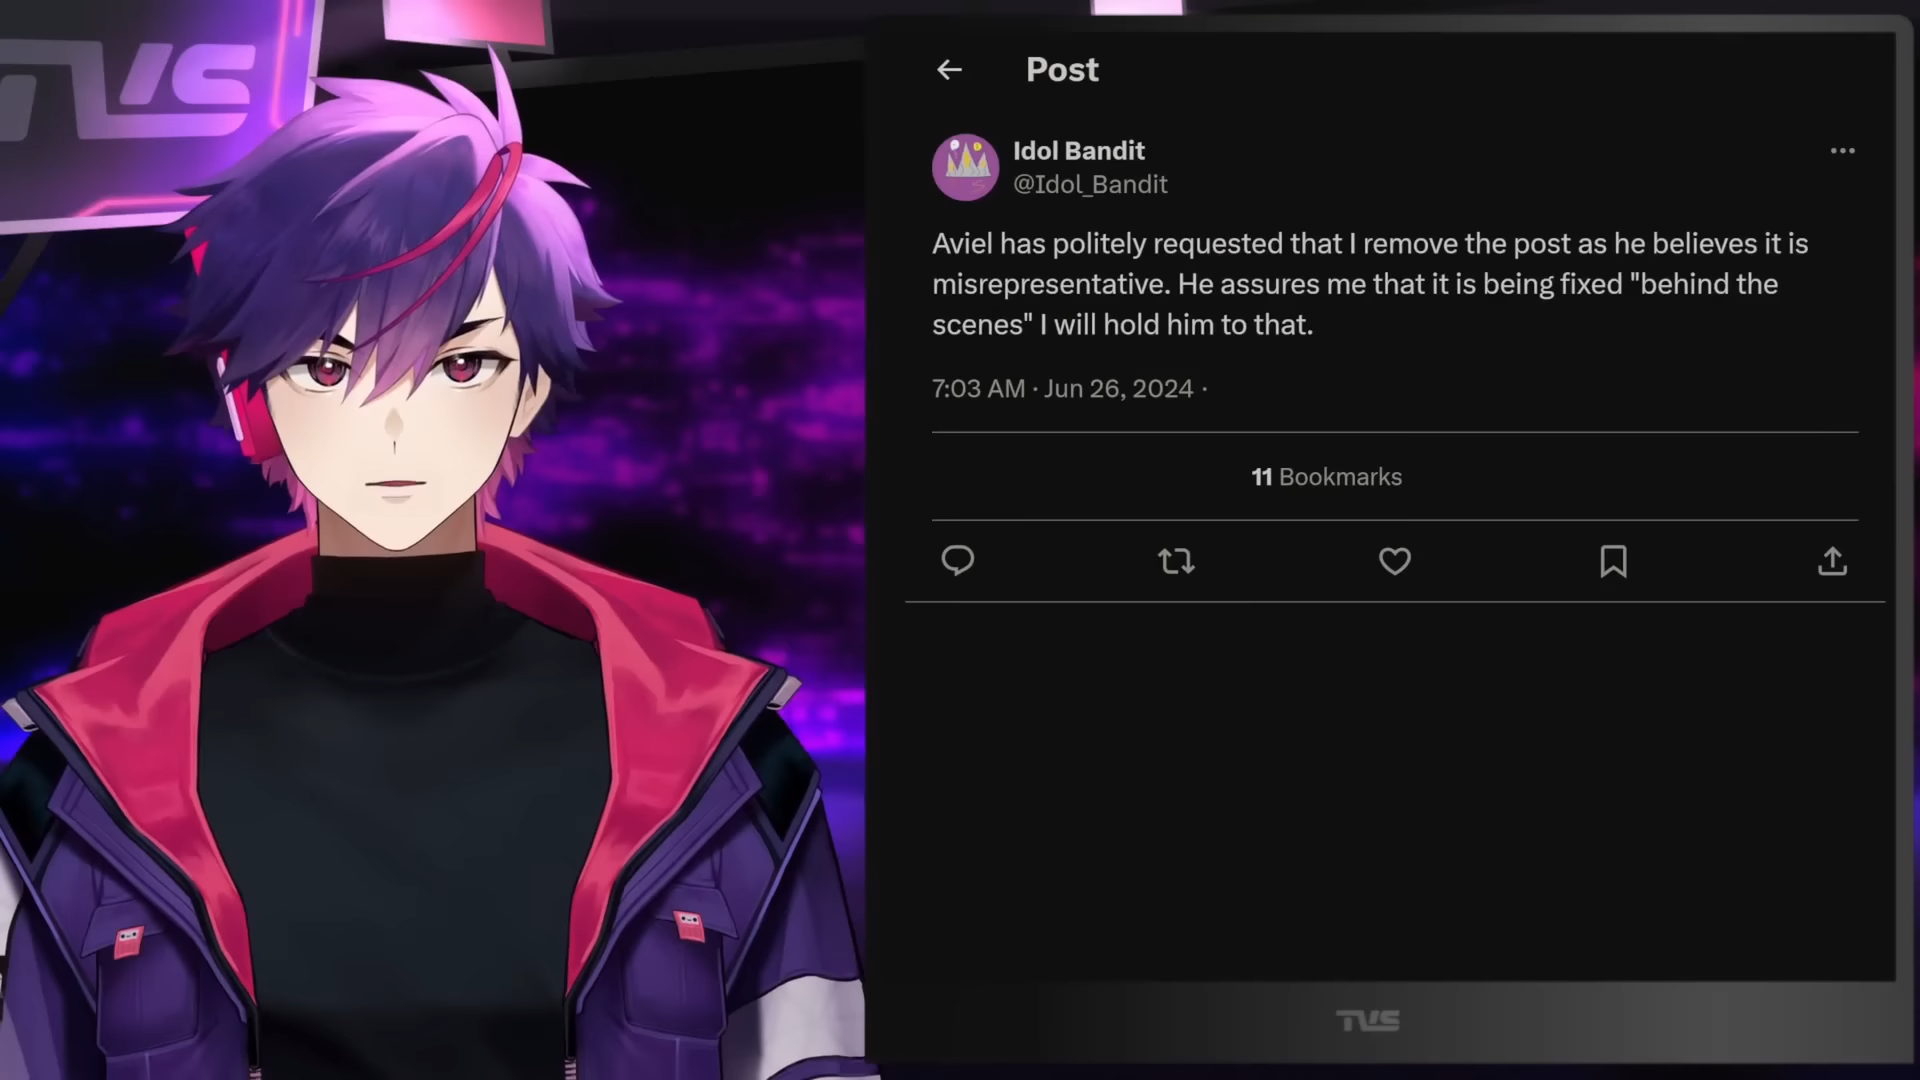 TVS
Post
Idol Bandit
@Idol_Bandit
Aviel has politely requested that I remove the post as he believes it is
misrepresentative. He assures me that it is being fixed "behind the
scenes" I will hold him to that.
7:03 AM · Jun 26, 2024 ·
11 Bookmarks
TVS